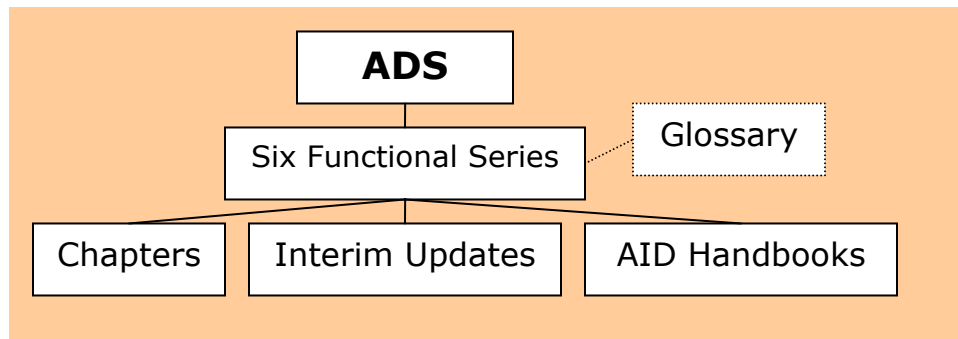 ADS
Six Functional Series
Glossary
Chapters
Interim Updates
AID Handbooks